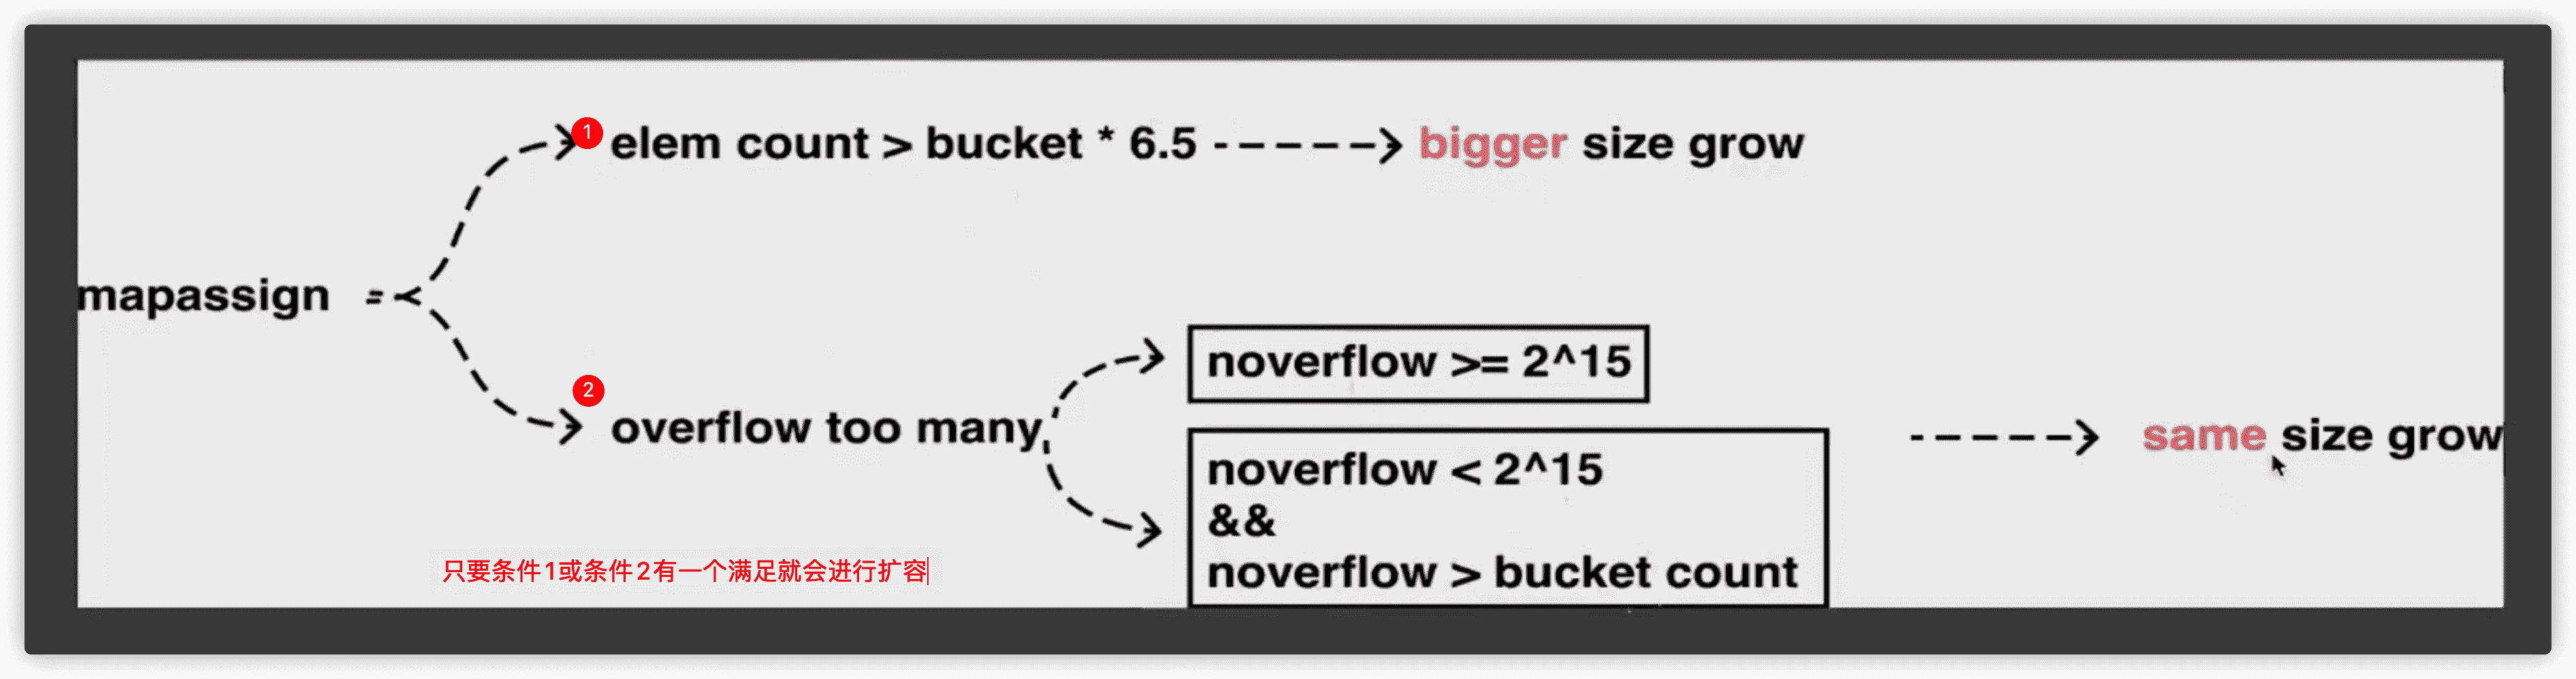 1 elem count > bucket * 6.5 bigger size grow
mapassign
2
overflow too many
noverflow >= 2^15
noverflow < 2^15
&&
noverflow > bucket count
same size grow
只要条件1或条件2有一个满足就会进行扩容